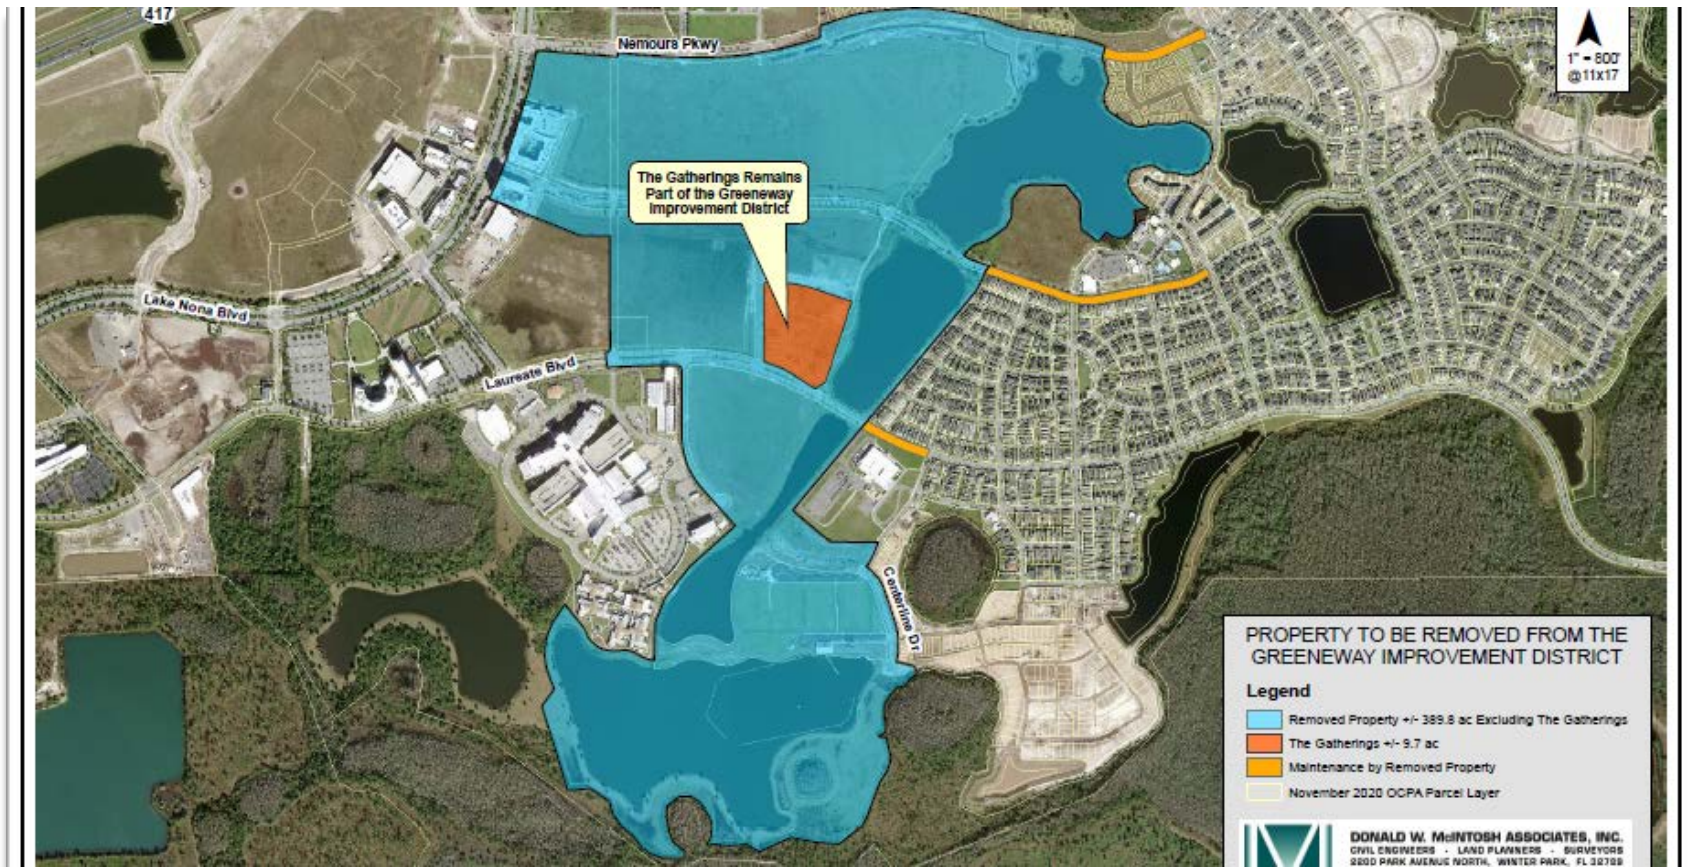 417
Nemours Pkwy
1" = 800'
@11x17
The Gatherings Remains
Part of the Greeneway
Improvement District
Lake Nona Blvd
Laureate Blvd
Centerline Dr
PROPERTY TO BE REMOVED FROM THE
GREENEWAY IMPROVEMENT DISTRICT
Legend
Removed Property +/- 389.8 ac Excluding The Gatherings
The Gatherings +/- 9.7 ac
Maintenance by Removed Property
November 2020 OCPA Parcel Layer
DONALD W. McINTOSH ASSOCIATES, INC.
CIVIL ENGINEERS · LAND PLANNERS · SURVEYORS
2200 PARK AVENUE NORTH, WINTER PARK, FL 32789